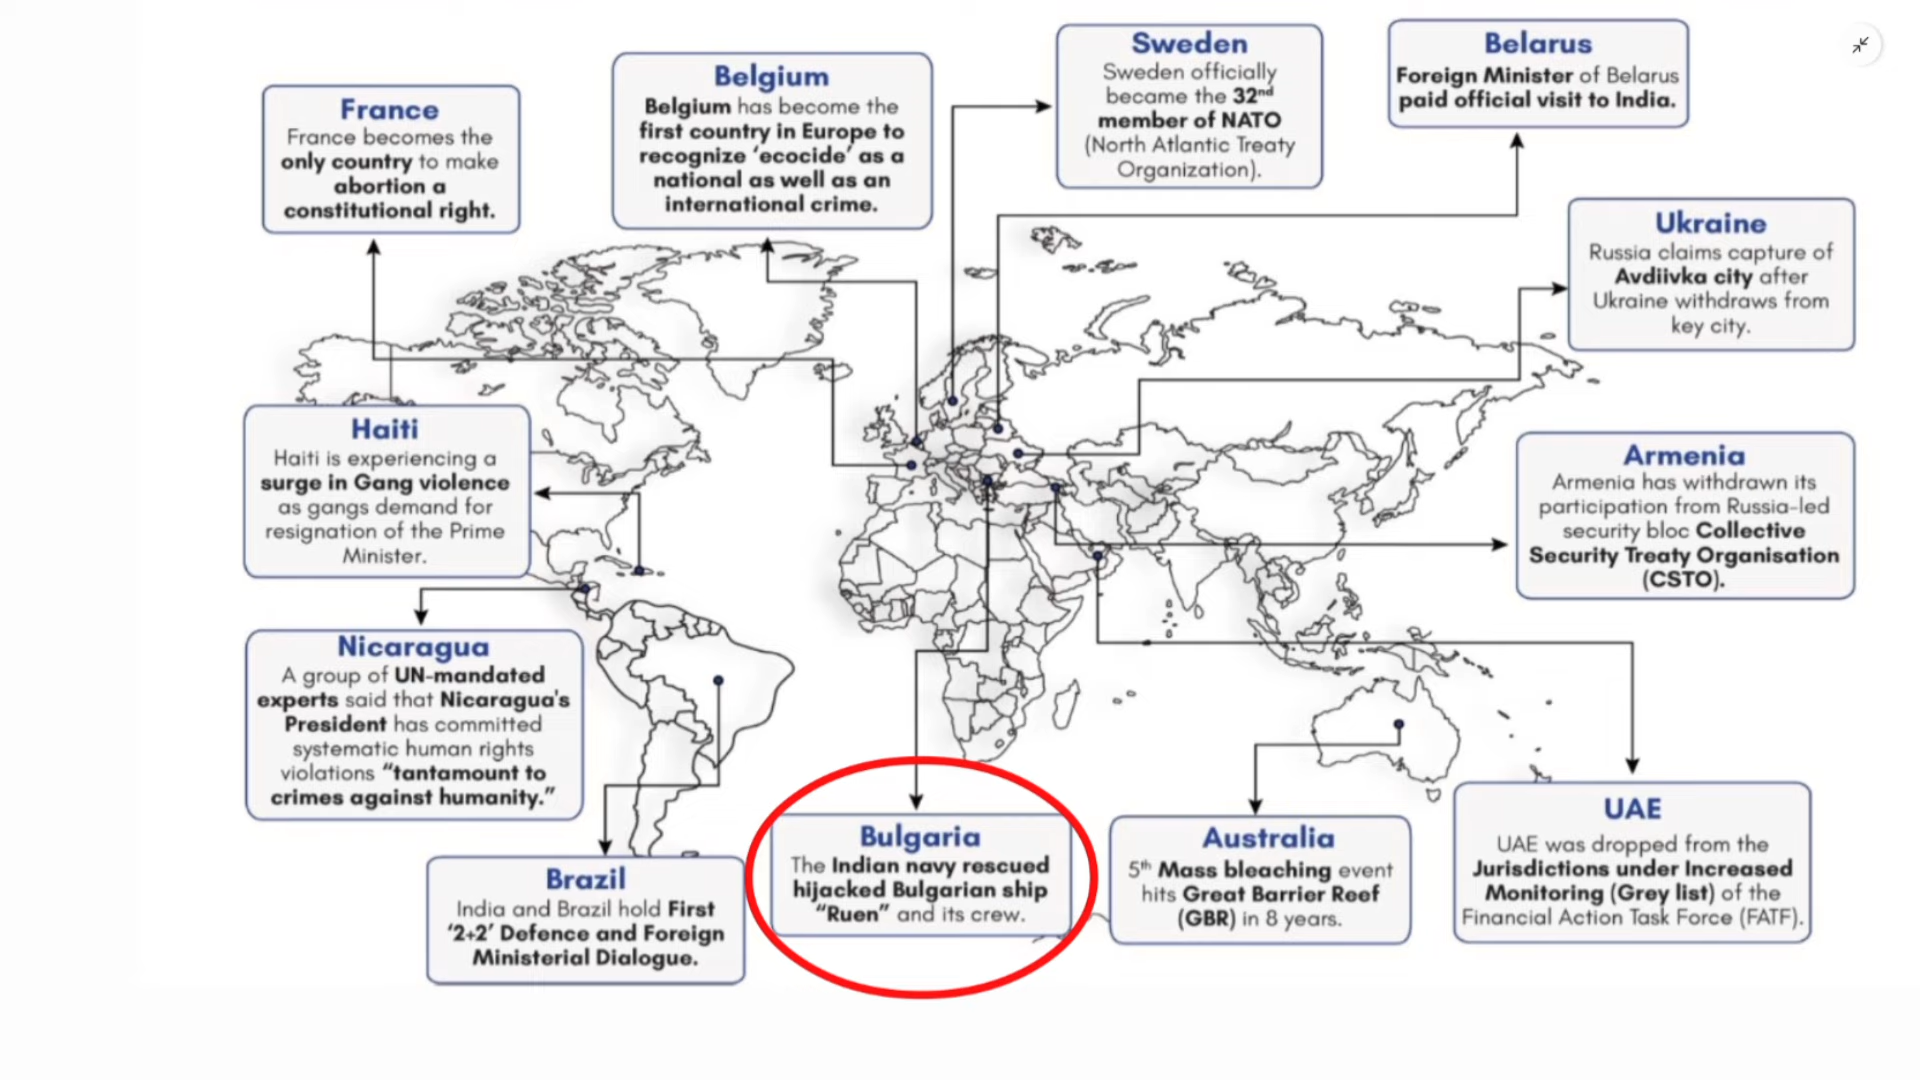 France
France becomes the
only country to make
abortion a
constitutional right.
Belgium
Belgium has become the
first country in Europe to
recognize ‘ecocide’ as a
national as well as an
international crime.
Sweden
Sweden officially
became the 32nd
member of NATO
(North Atlantic Treaty
Organization).
Belarus
Foreign Minister of Belarus
paid official visit to India.
Ukraine
Russia claims capture of
Avdiivka city after
Ukraine withdraws from
key city.
Haiti
Haiti is experiencing a
surge in Gang violence
as gangs demand for
resignation of the Prime
Minister.
Armenia
Armenia has withdrawn its
participation from Russia-led
security bloc Collective
Security Treaty Organisation
(CSTO).
Nicaragua
A group of UN-mandated
experts said that Nicaragua's
President has committed
systematic human rights
violations “tantamount to
crimes against humanity.”
Brazil
India and Brazil hold First
‘2+2’ Defence and Foreign
Ministerial Dialogue.
Bulgaria
The Indian navy rescued
hijacked Bulgarian ship
“Ruen” and its crew.
Australia
5th Mass bleaching event
hits Great Barrier Reef
(GBR) in 8 years.
UAE
UAE was dropped from the
Jurisdictions under Increased
Monitoring (Grey list) of the
Financial Action Task Force (FATF).